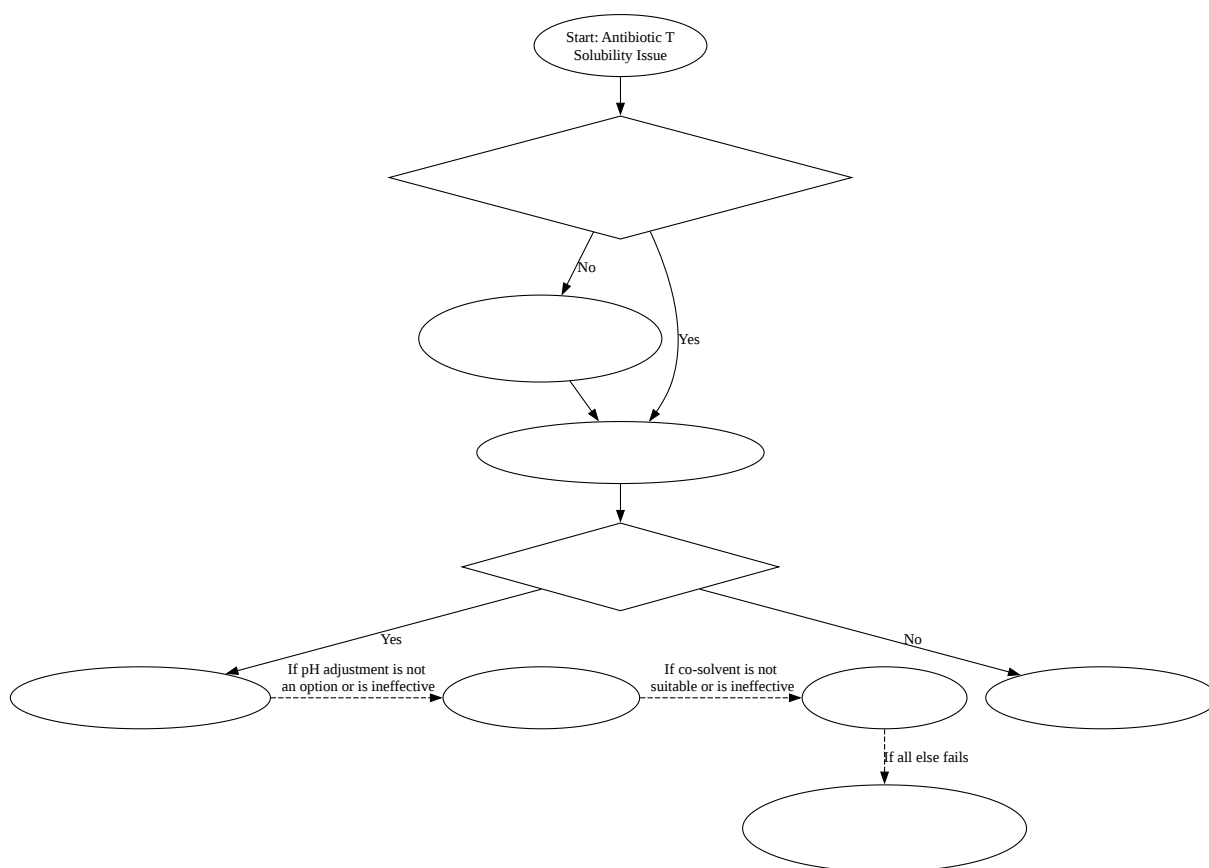 Start: Antibiotic T
Solubility Issue
No
Yes
Yes
No
If pH adjustment is not
an option or is ineffective
If co-solvent is not
suitable or is ineffective
If all else fails